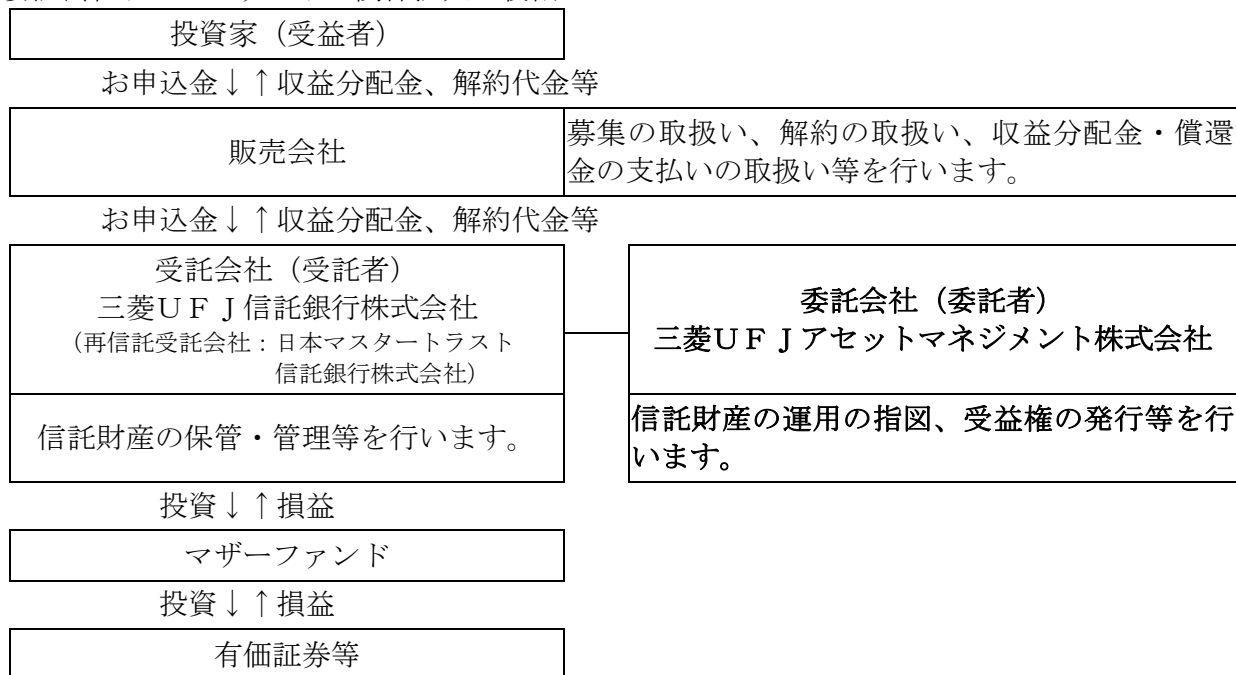 投資家（受益者）
お申込金↓↑収益分配金、解約代金等
販売会社
募集の取扱い、解約の取扱い、収益分配金・償還
金の支払いの取扱い等を行います。
お申込金↓↑収益分配金、解約代金等
受託会社（受託者）
三菱ＵＦＪ信託銀行株式会社
（再信託受託会社：日本マスタートラスト
信託銀行株式会社）
信託財産の保管・管理等を行います。
委託会社（委託者）
三菱ＵＦＪアセットマネジメント株式会社
信託財産の運用の指図、受益権の発行等を行
います。
投資↓↑損益
マザーファンド
投資↓↑損益
有価証券等